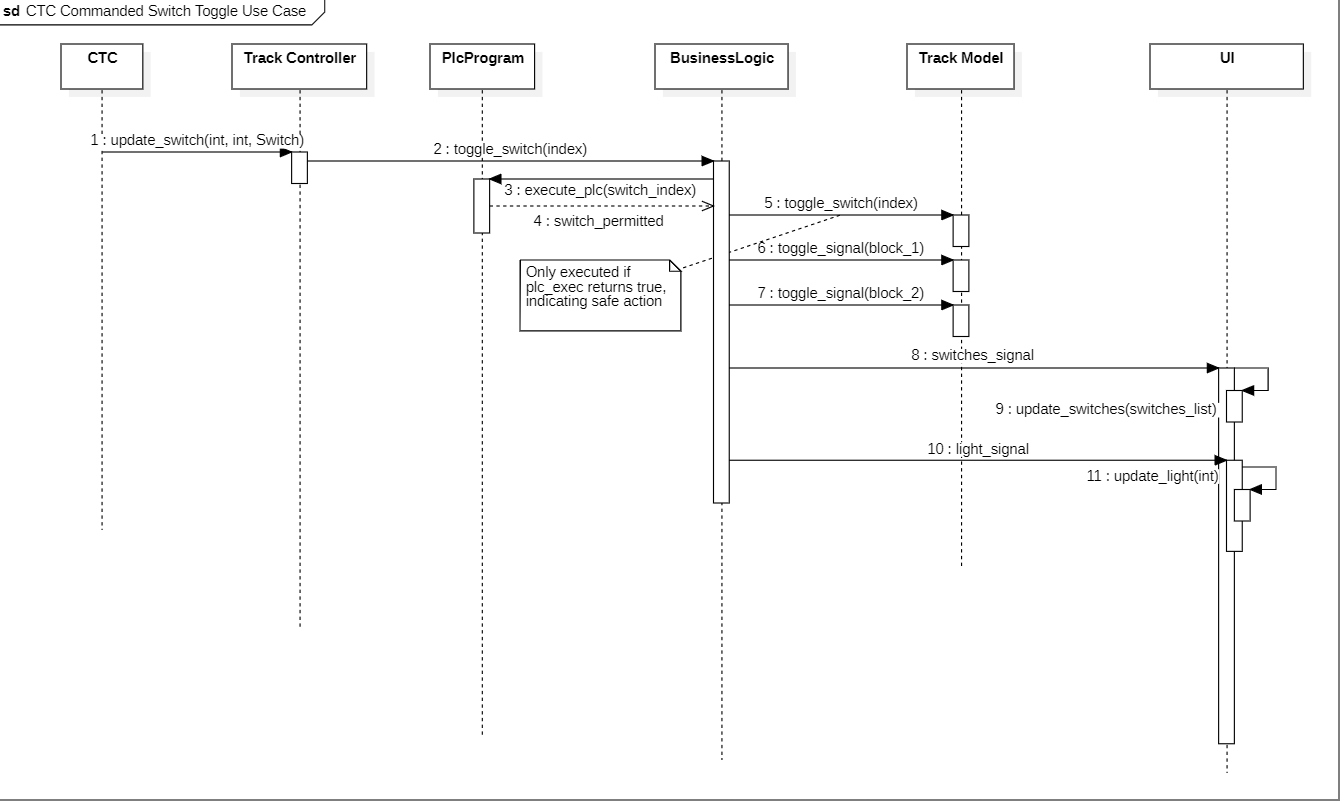 sd CTC Commanded Switch Toggle Use Case
CTC
Track Controller
PlcProgram
BusinessLogic
Track Model
UI
1 : update_switch(int, int, Switch)
2 : toggle_switch(index)
3 : execute_plc(switch_index)
4 : switch_permitted
5 : toggle_switch(index)
6 : toggle_signal(block_1)
Only executed if
plc_exec returns true,
indicating safe action
7 : toggle_signal(block_2)
8 : switches_signal
9 : update_switches(switches_list)
10 : light_signal
11 : update_light(int)